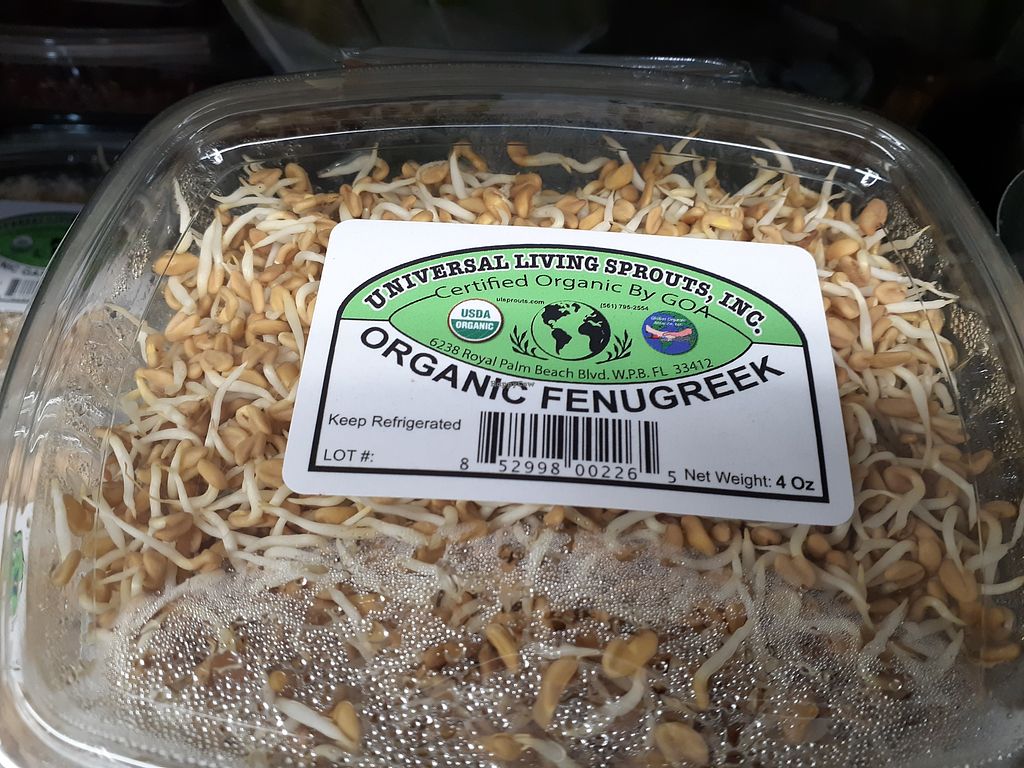 UNIVERSAL LIVING SPROUTS, INC.
Certified Organic By GOA
ulsprouts.com
(561) 795-2554
USDA
ORGANIC
6238 Royal Palm Beach Blvd. W.P.B. FL 33412
HappyCow
ORGANIC FENUGREEK
Keep Refrigerated
LOT #:
8 52998 00226 5
Net Weight: 4 Oz